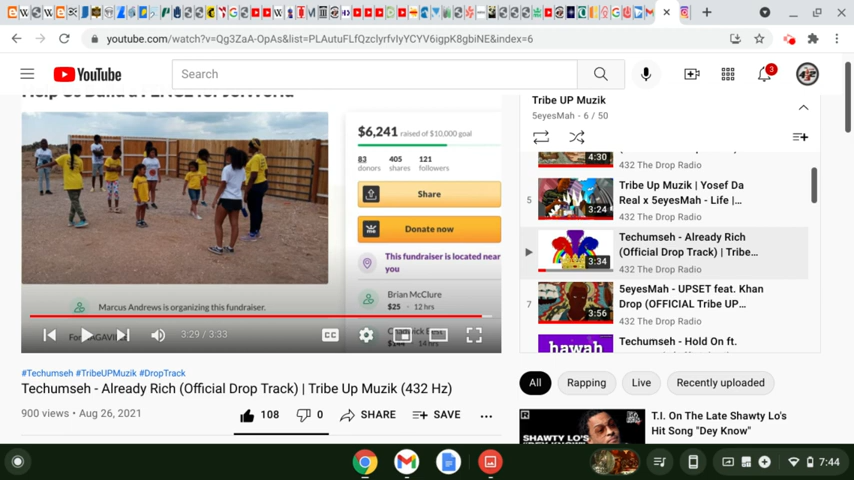 youtube.com/watch?v=Qg3ZaA-OpAs&list=PLAutuFLfQzclyrfvIyYCYV6igpK8gbiNE&index=6
YouTube
Search
3
$6,241 raised of $10,000 goal
83 405 121
donors shares followers
Share
Donate now
This fundraiser is located near
you
Marcus Andrews is organizing this fundraiser.
Brian McClure
$25 • 12 hrs
3:29 / 3:33
CC
#Techumseh #TribeUPMuzik #DropTrack
Techumseh - Already Rich (Official Drop Track) | Tribe Up Muzik (432 Hz)
900 views • Aug 26, 2021
108
0
SHARE
SAVE
Tribe UP Muzik
5eyesMah - 6 / 50
4:30
432 The Drop Radio
5
3:24
Tribe Up Muzik | Yosef Da
Real x 5eyesMah - Life |...
432 The Drop Radio
3:34
Techumseh - Already Rich
(Official Drop Track) | Tribe...
432 The Drop Radio
7
3:56
5eyesMah - UPSET feat. Khan
Drop (OFFICIAL Tribe UP...
432 The Drop Radio
hawah
Techumseh - Hold On ft.
All
Rapping
Live
Recently uploaded
SHAWTY LO'S
T.I. On The Late Shawty Lo's
Hit Song "Dey Know"
7:44